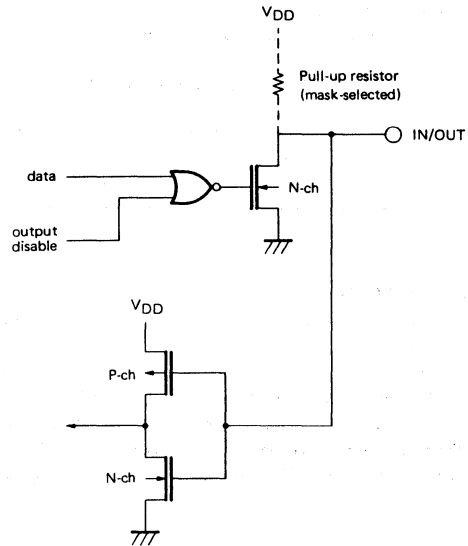 VDD
Pull-up resistor
(mask-selected)
IN/OUT
data
N-ch
output
disable
VDD
P-ch
N-ch